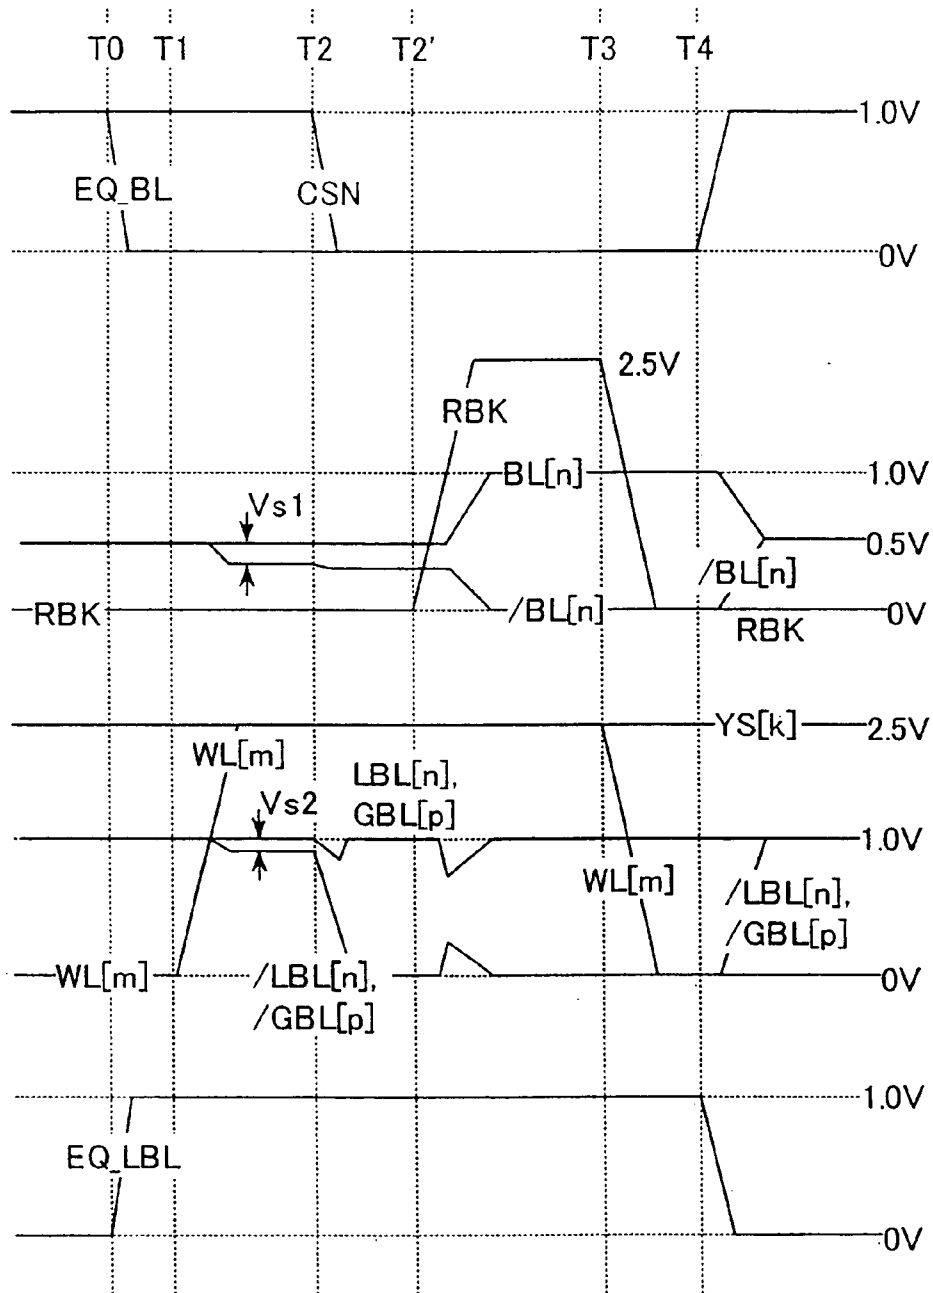 T0 T1 T2 T2' T3 T4
1.0V
EQ_BL CSN
0V
2.5V
RBK
BL[n] 1.0V
Vs1
0.5V
/BL[n]
RBK /BL[n] 0V
RBK
YS[k] 2.5V
WL[m]
LBL[n],
GBL[p]
Vs2
1.0V
WL[m]
/LBL[n],
/GBL[p]
WL[m] /LBL[n], 0V
/GBL[p]
1.0V
EQ_LBL
0V